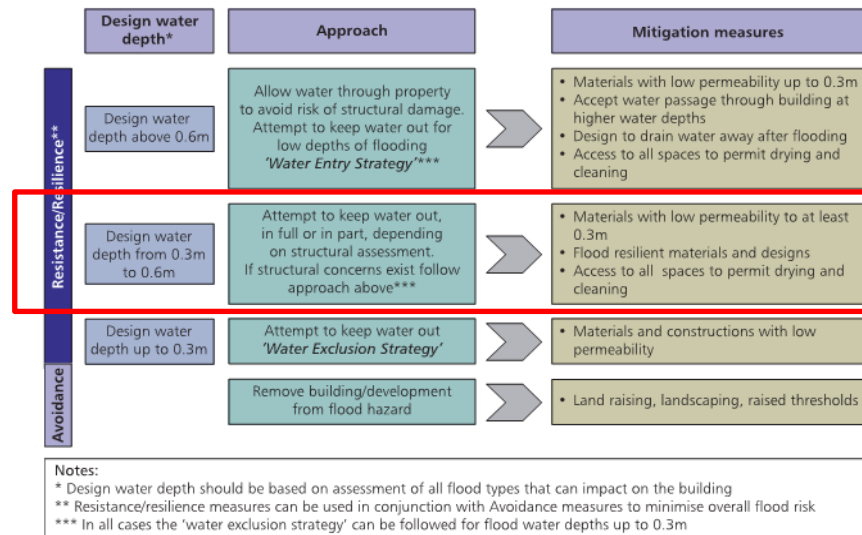 Design water
depth*
Approach
Mitigation measures
Resistance/Resilience**
Design water
depth above 0.6m
Allow water through property
to avoid risk of structural damage.
Attempt to keep water out for
low depths of flooding
'Water Entry Strategy'***
• Materials with low permeability up to 0.3m
• Accept water passage through building at
higher water depths
• Design to drain water away after flooding
• Access to all spaces to permit drying and
cleaning
Design water
depth from 0.3m
to 0.6m
Attempt to keep water out,
in full or in part, depending
on structural assessment.
If structural concerns exist follow
approach above***
• Materials with low permeability to at least
0.3m
• Flood resilient materials and designs
• Access to all spaces to permit drying and
cleaning
Design water
depth up to 0.3m
Attempt to keep water out
'Water Exclusion Strategy'
• Materials and constructions with low
permeability
Avoidance
Remove building/development
from flood hazard
• Land raising, landscaping, raised thresholds
Notes:
* Design water depth should be based on assessment of all flood types that can impact on the building
** Resistance/resilience measures can be used in conjunction with Avoidance measures to minimise overall flood risk
*** In all cases the 'water exclusion strategy' can be followed for flood water depths up to 0.3m